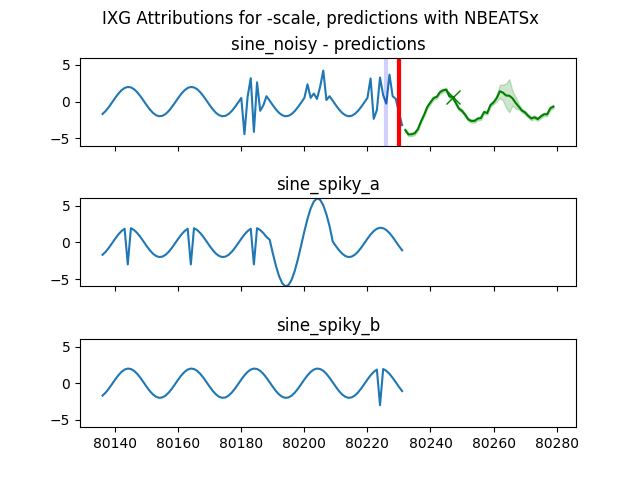 IXG Attributions for -scale, predictions with NBEATSx
sine_noisy - predictions
5
0
−5
sine_spiky_a
5
0
−5
sine_spiky_b
5
0
−5
80140 80160 80180 80200 80220 80240 80260 80280